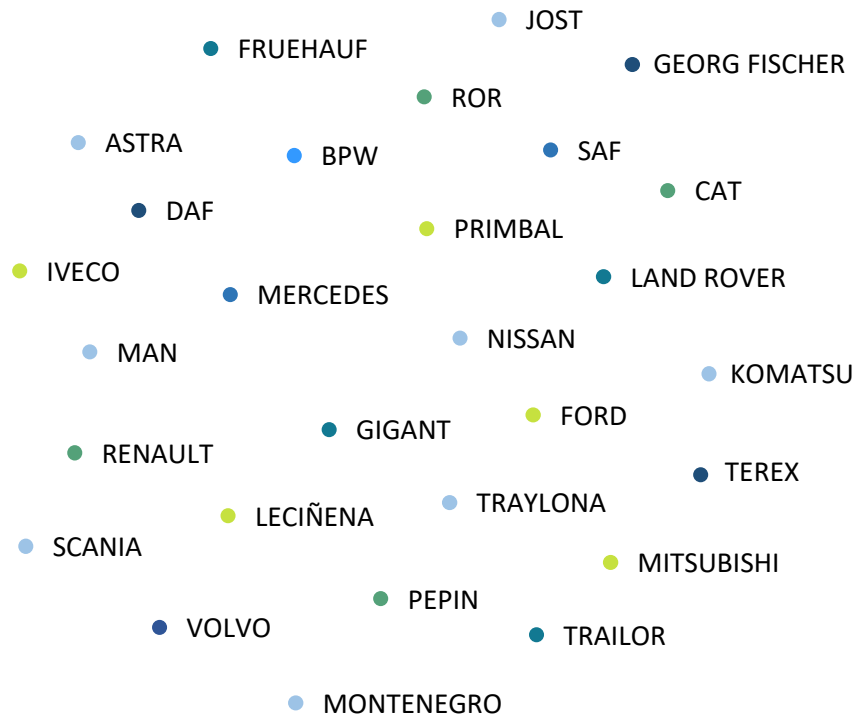 JOST
FRUEHAUF
GEORG FISCHER
ROR
ASTRA
BPW
SAF
CAT
DAF
PRIMBAL
IVECO
LAND ROVER
MERCEDES
NISSAN
MAN
KOMATSU
FORD
GIGANT
RENAULT
TEREX
TRAYLONA
LECIÑENA
SCANIA
MITSUBISHI
PEPIN
VOLVO
TRAILOR
MONTENEGRO